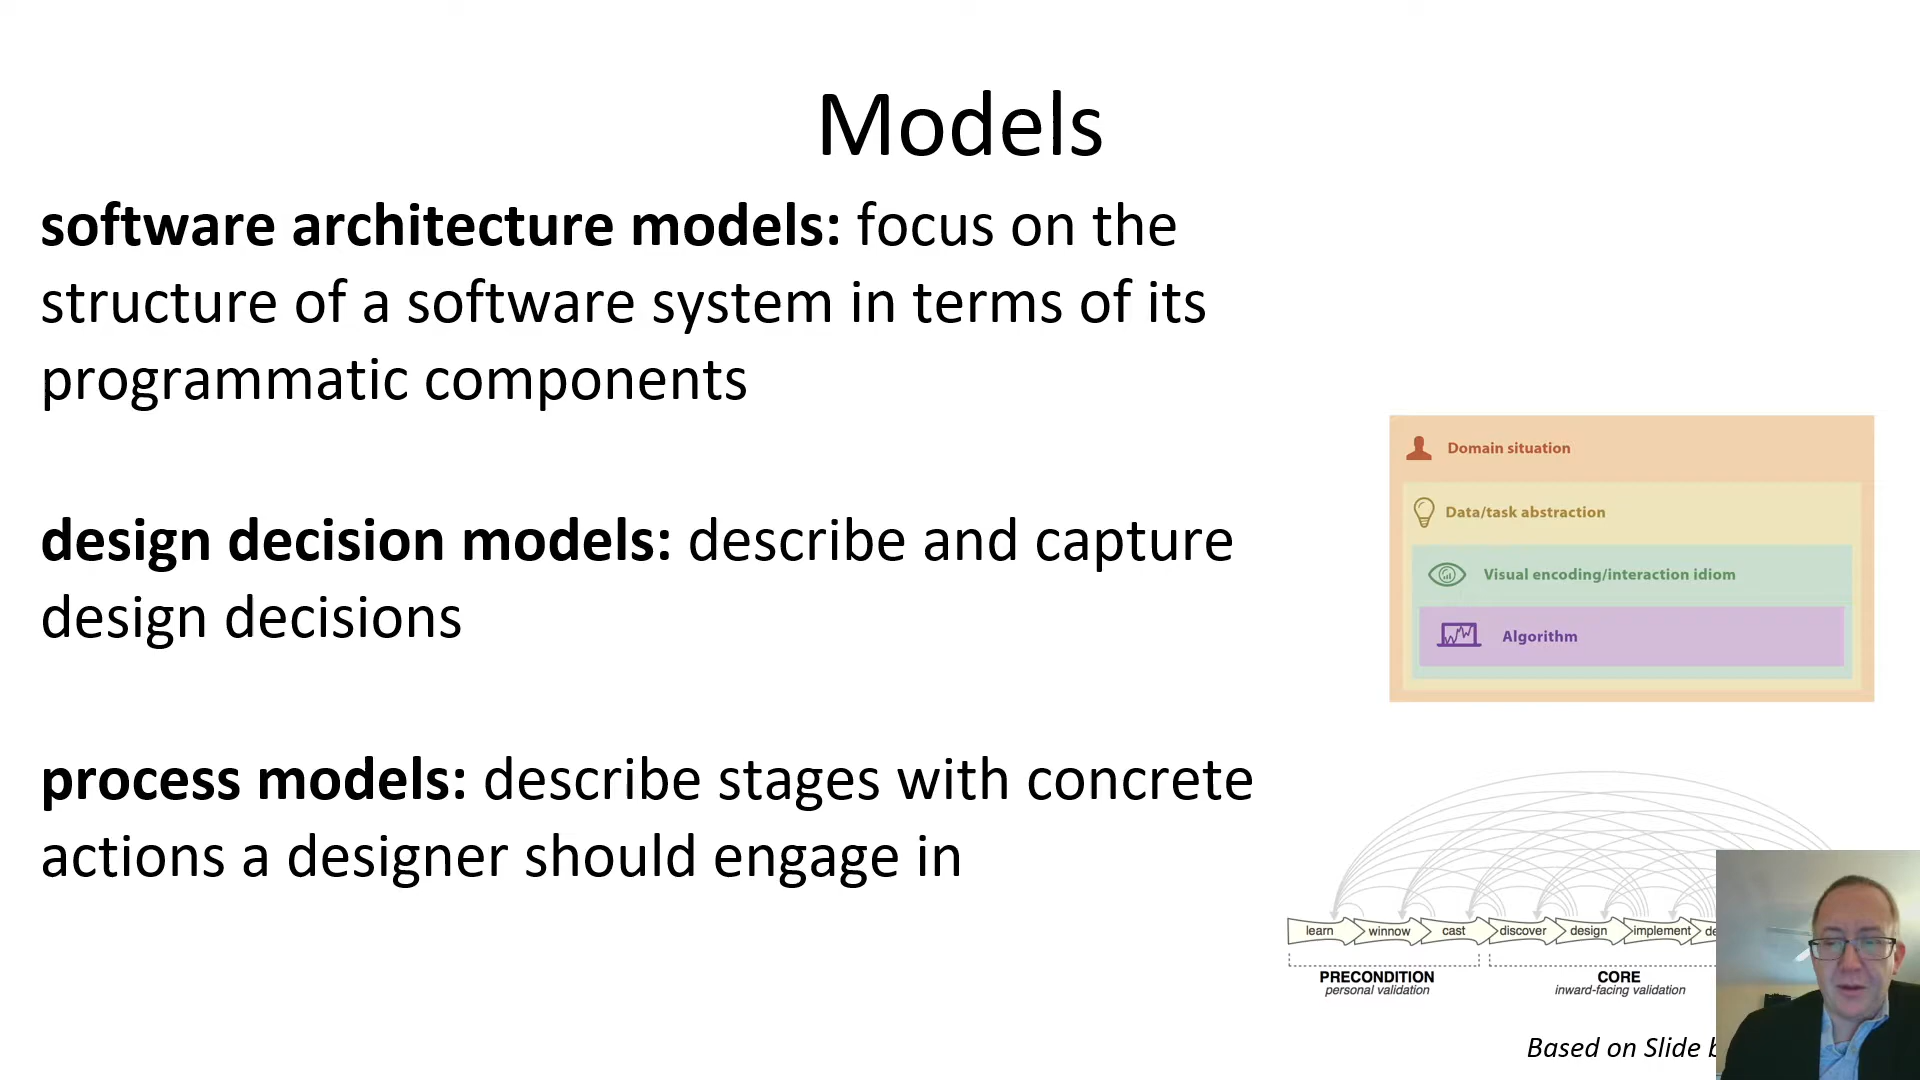 Models
software architecture models: focus on the
structure of a software system in terms of its
programmatic components
design decision models: describe and capture
design decisions
process models: describe stages with concrete
actions a designer should engage in
Domain situation
Data/task abstraction
Visual encoding/interaction idiom
Algorithm
learn winnow cast discover design implement
PRECONDITION CORE
personal validation inward-facing validation
Based on Slide